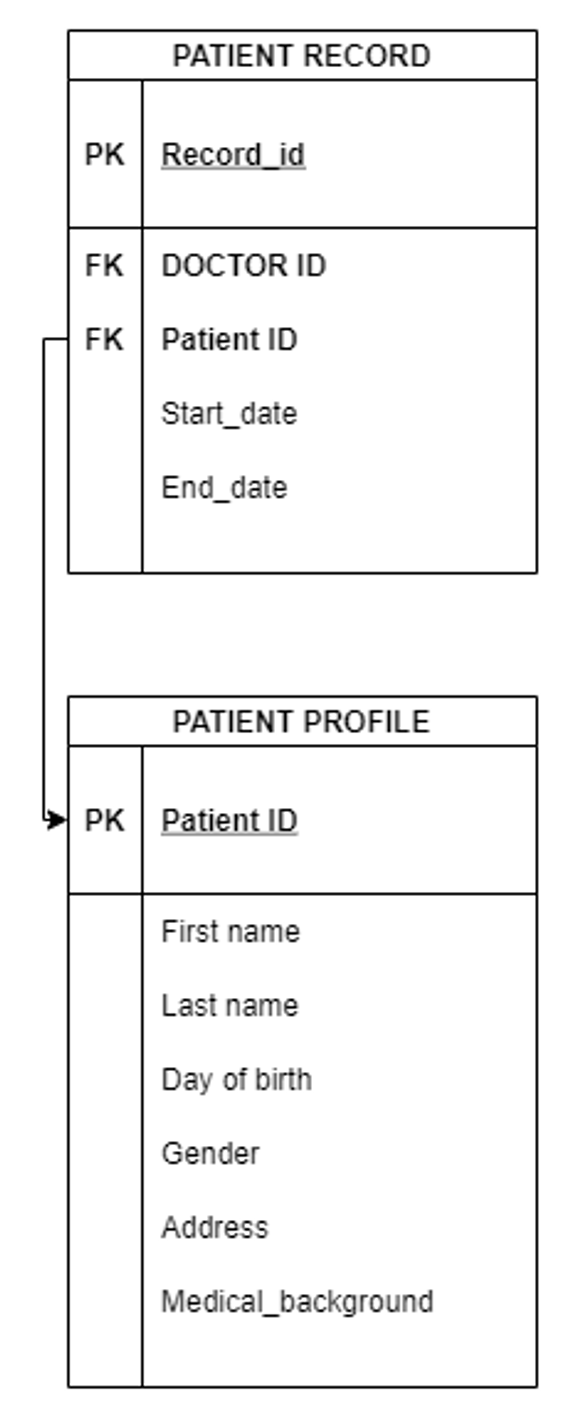 PATIENT RECORD
PK Record_id
FK DOCTOR ID
FK Patient ID
Start_date
End_date
PATIENT PROFILE
PK Patient ID
First name
Last name
Day of birth
Gender
Address
Medical_background